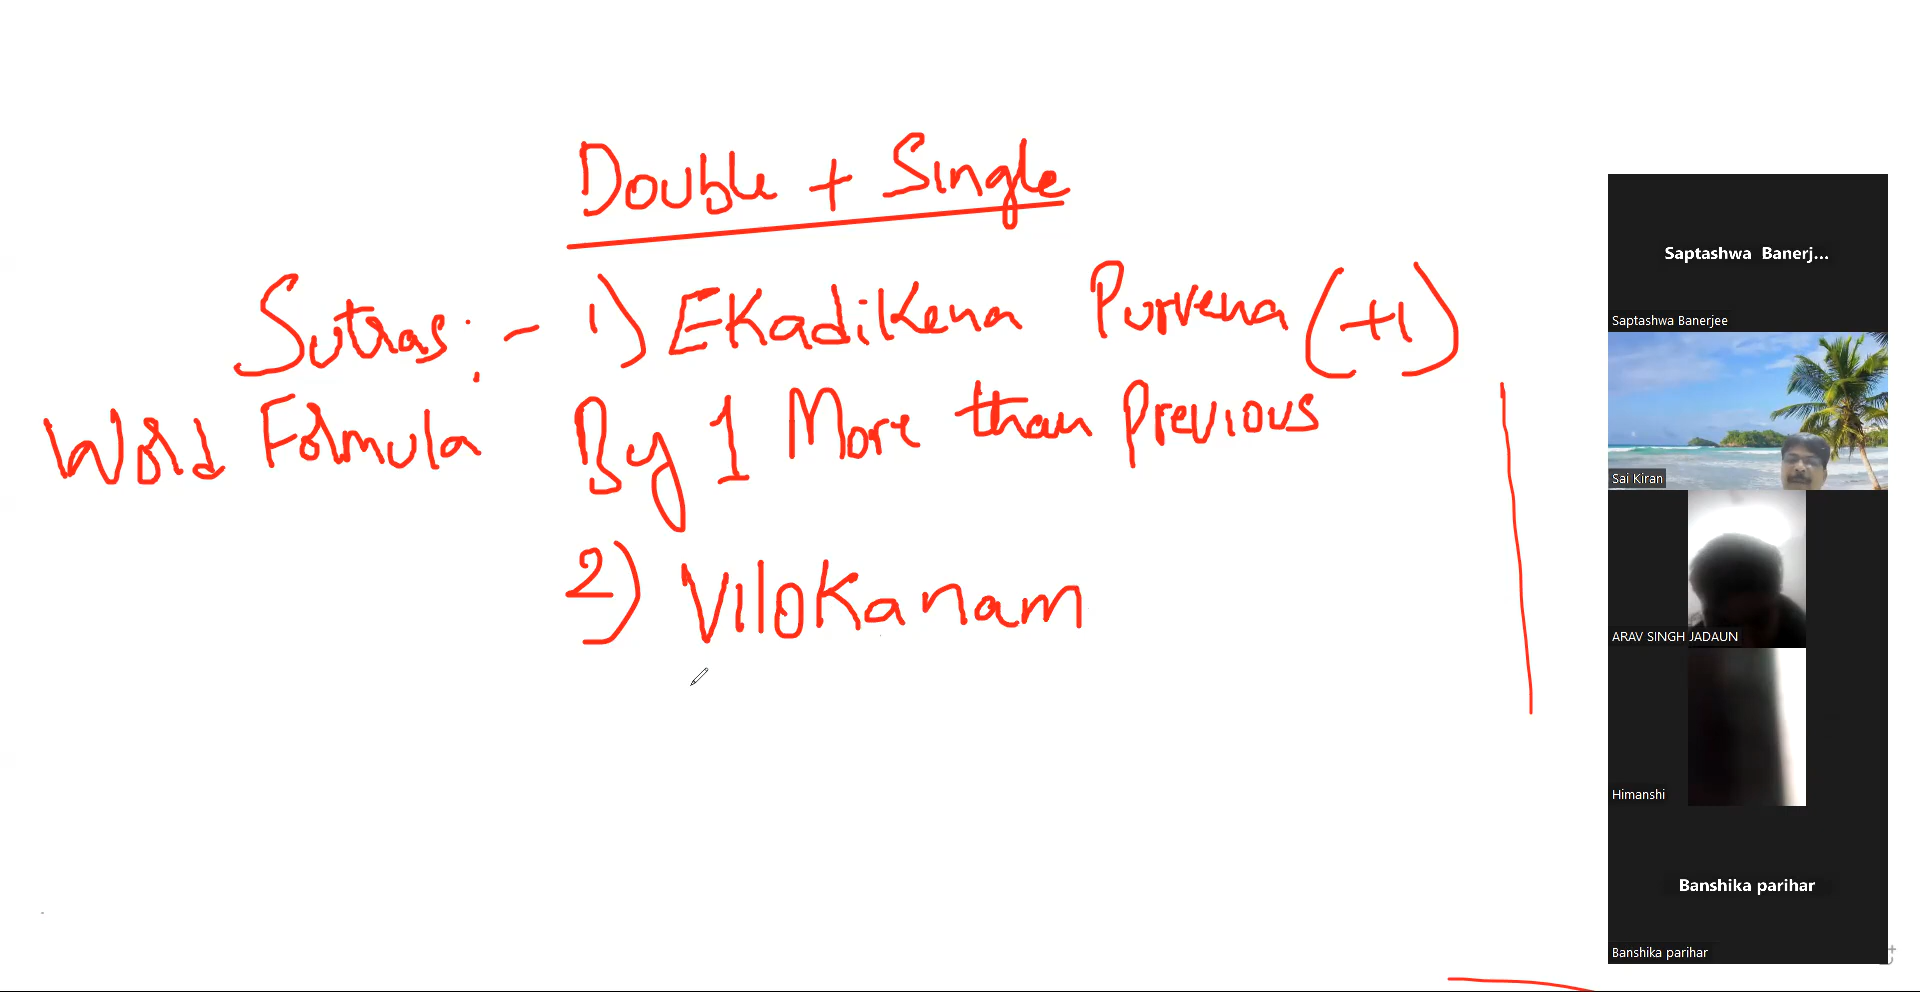 Double + Single
Sutras :- 1) EKadiKena Purvena (+1)
Word Formula By 1 More than Previous
2) ViloKanam
Saptashwa Banerj...
Saptashwa Banerjee
Sai Kiran
ARAV SINGH JADAUN
Himanshi
Banshika parihar
Banshika parihar